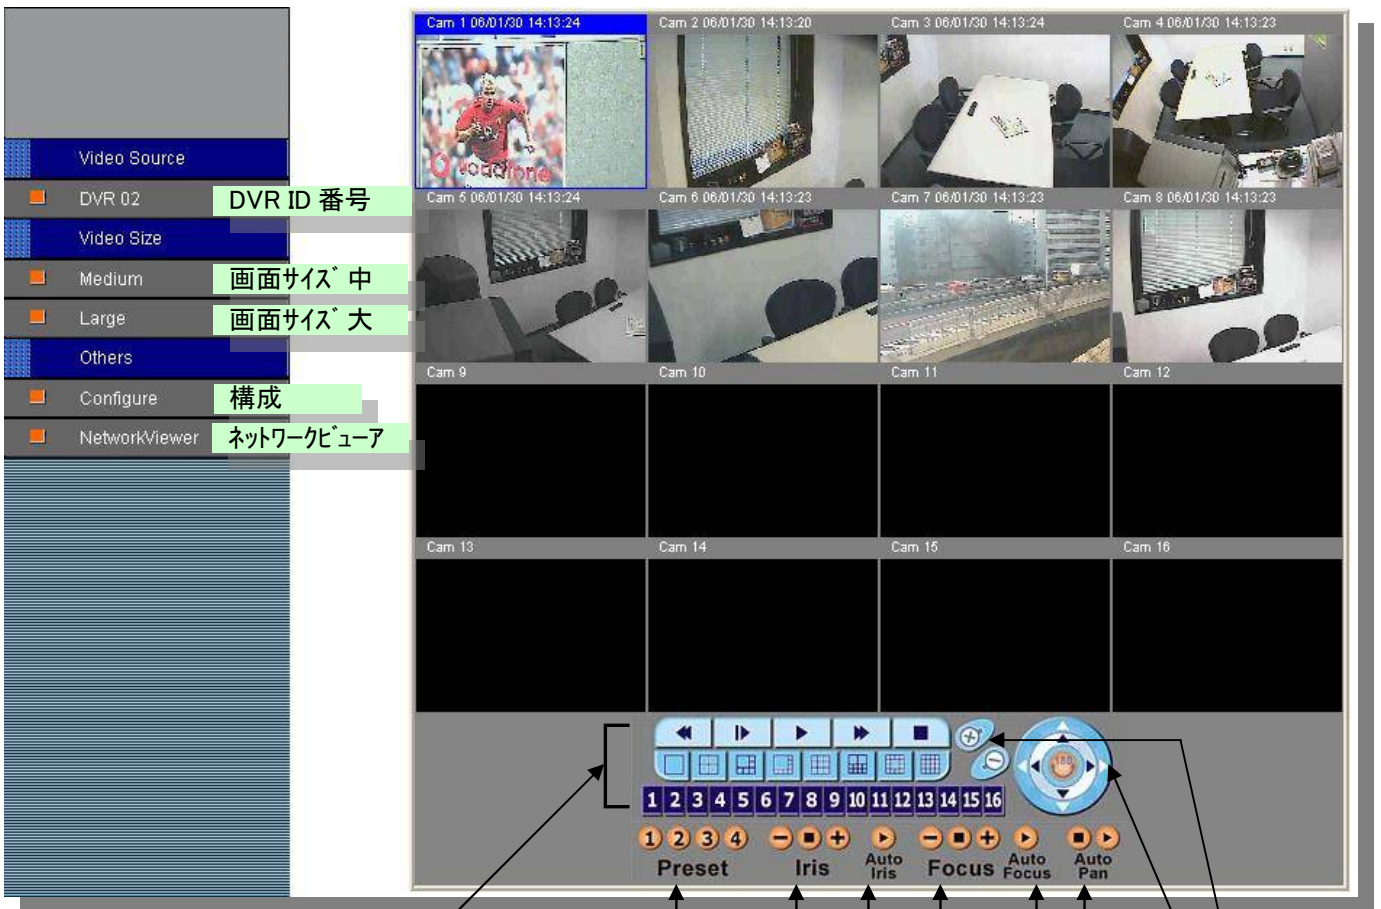 Video Source
DVR 02 DVR ID 番号
Video Size
Medium 画面ｻｲｽﾞ 中
Large 画面ｻｲｽﾞ 大
Others
Configure 構成
NetworkViewer ﾈｯﾄﾜｰｸﾋﾞｭｰｱ
Cam 1 06/01/30 14:13:24 Cam 2 06/01/30 14:13:20 Cam 3 06/01/30 14:13:24 Cam 4 06/01/30 14:13:23
vodafone
Cam 5 06/01/30 14:13:24 Cam 6 06/01/30 14:13:23 Cam 7 06/01/30 14:13:23 Cam 8 06/01/30 14:13:23
Cam 9 Cam 10 Cam 11 Cam 12
Cam 13 Cam 14 Cam 15 Cam 16
180
1 2 3 4 5 6 7 8 9 10 11 12 13 14 15 16
1 2 3 4
Preset Iris Auto Iris Focus Auto Focus Auto Pan